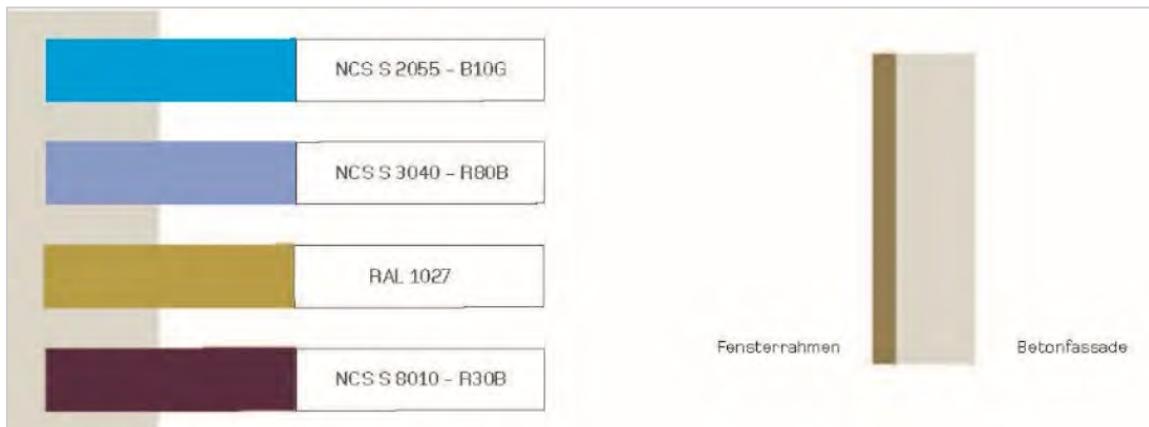 NCS S 2055 – B10G
NCS S 3040 – R80B
RAL 1027
NCS S 8010 – R30B
Fensterrahmen
Betonfassade